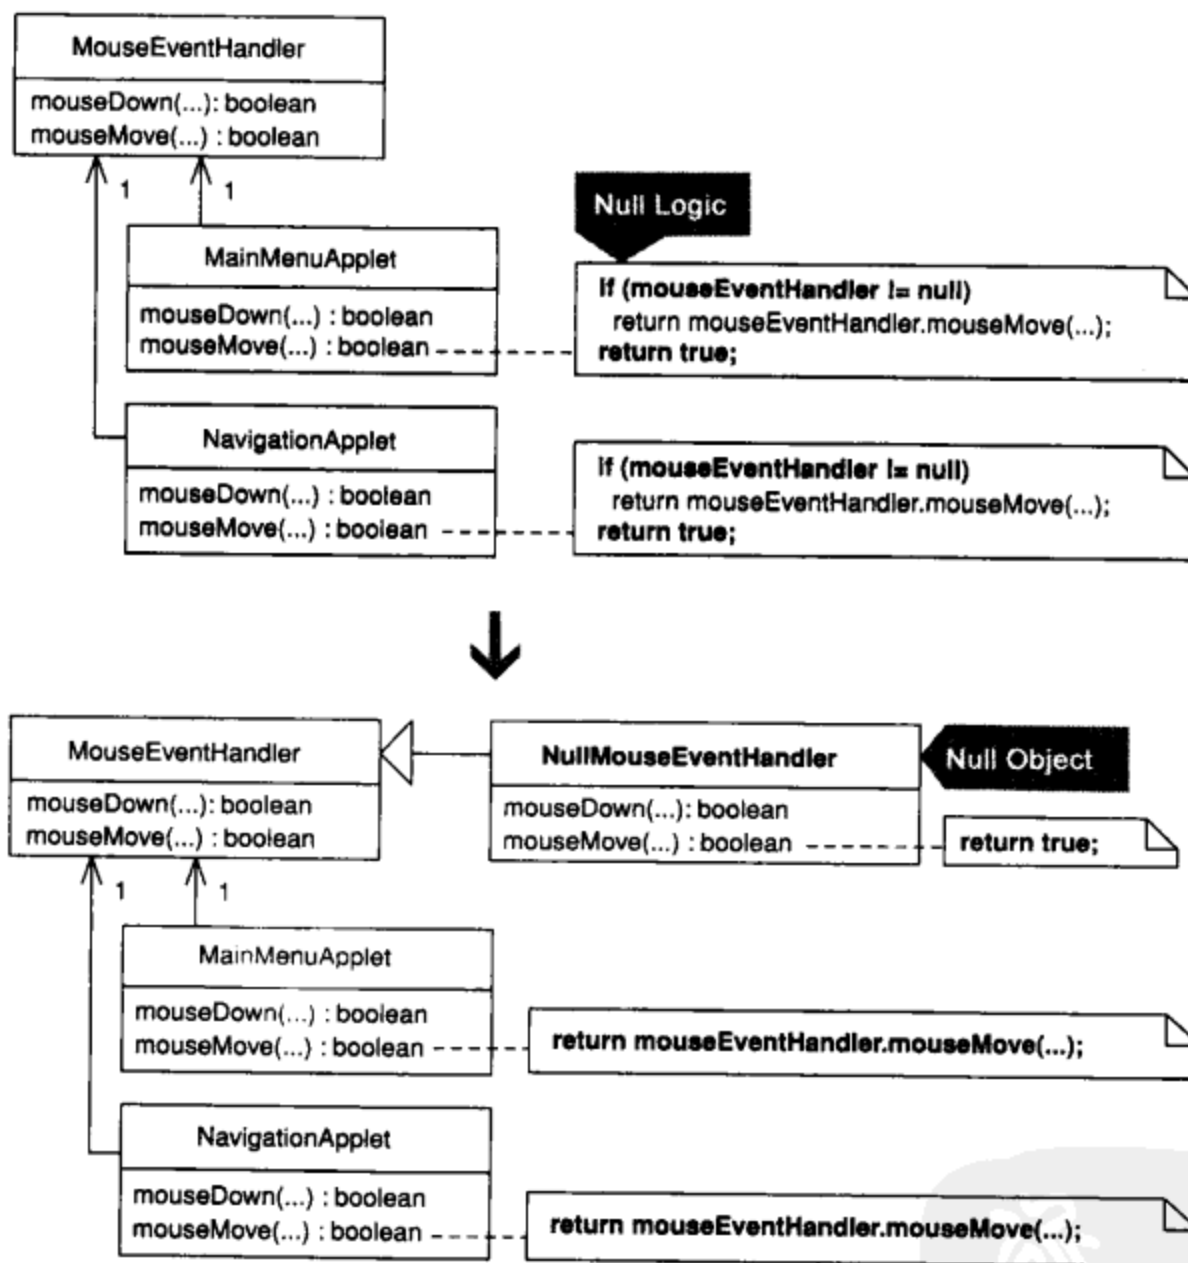 MouseEventHandler
mouseDown(...): boolean
mouseMove(...) : boolean
1
1
Null Logic
MainMenuApplet
mouseDown(...) : boolean
mouseMove(...) : boolean
if (mouseEventHandler != null)
return mouseEventHandler.mouseMove(...);
return true;
NavigationApplet
mouseDown(...) : boolean
mouseMove(...) : boolean
if (mouseEventHandler != null)
return mouseEventHandler.mouseMove(...);
return true;
MouseEventHandler
mouseDown(...): boolean
mouseMove(...) : boolean
NullMouseEventHandler
mouseDown(...): boolean
mouseMove(...) : boolean
Null Object
return true;
1
1
MainMenuApplet
mouseDown(...) : boolean
mouseMove(...) : boolean
return mouseEventHandler.mouseMove(...);
NavigationApplet
mouseDown(...) : boolean
mouseMove(...) : boolean
return mouseEventHandler.mouseMove(...);